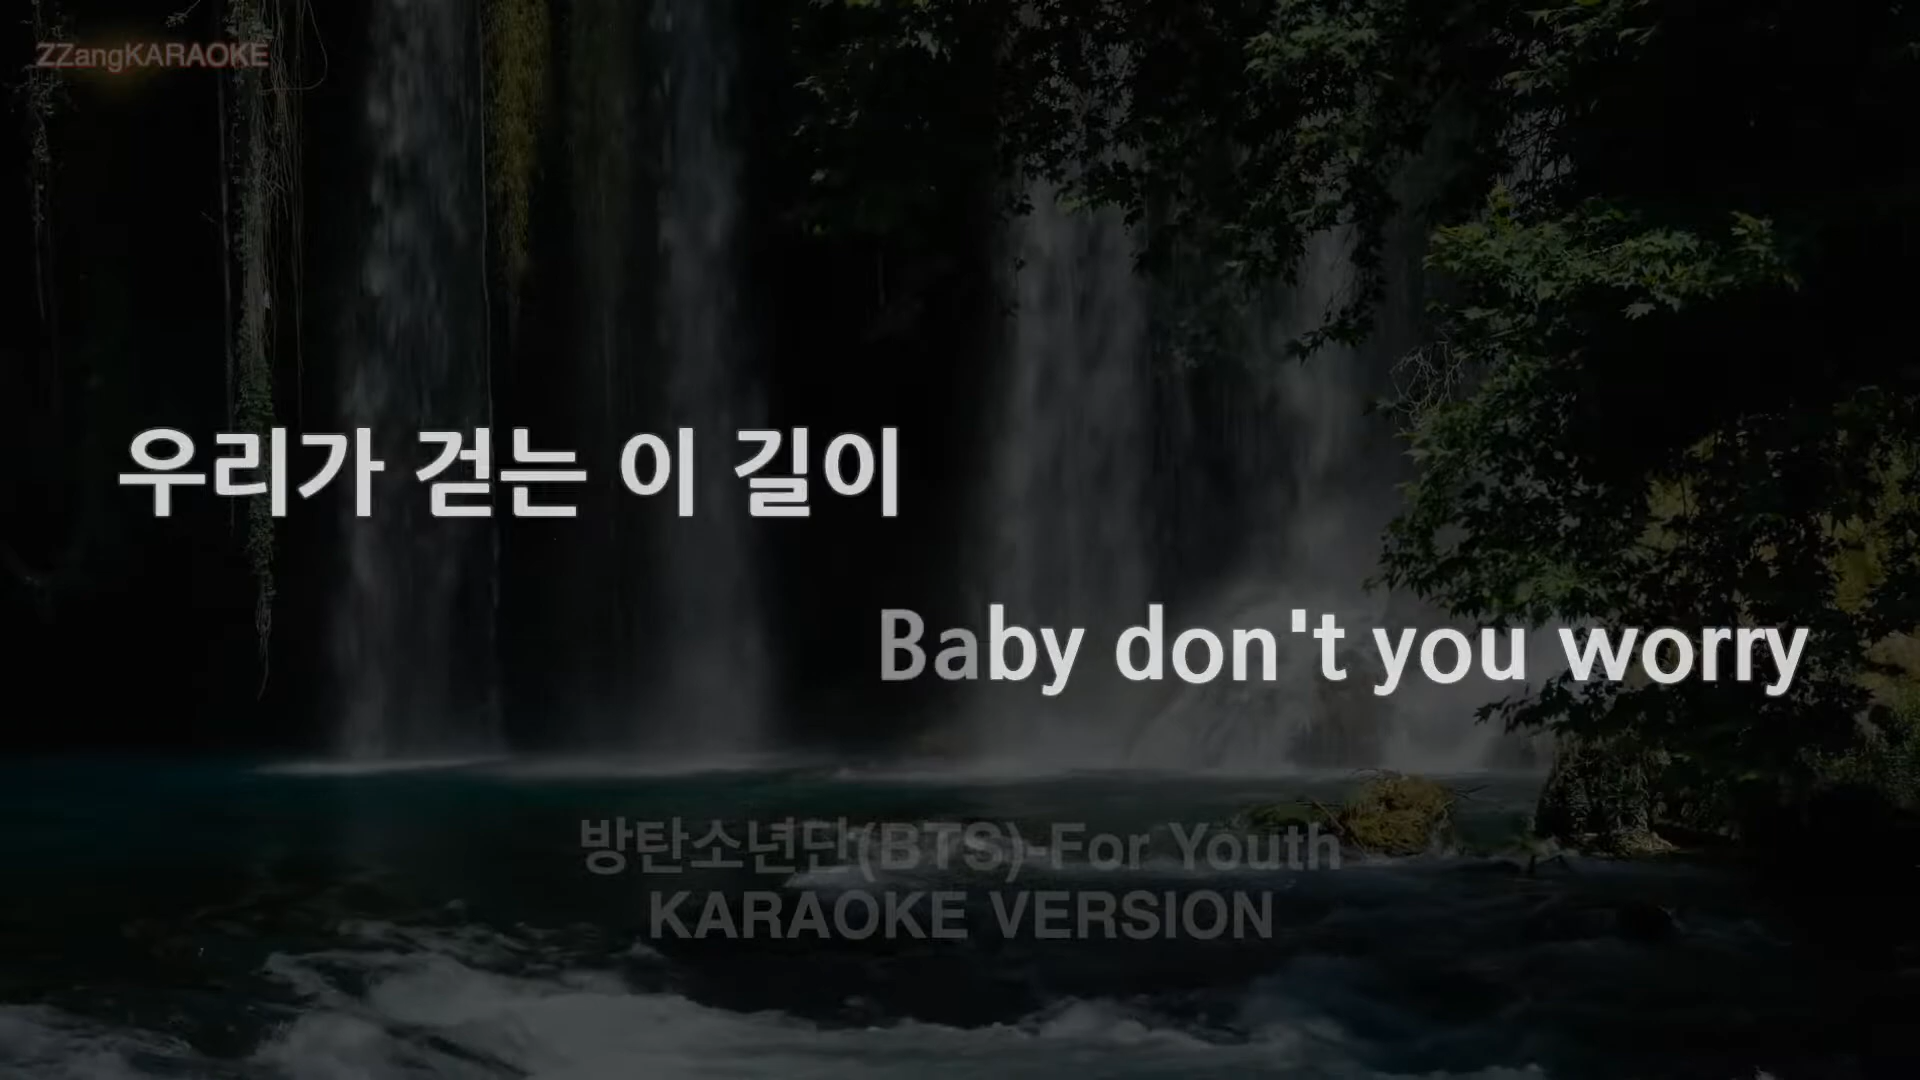 ZZangKARAOKE
우리가 걷는 이 길이
Baby don't you worry
방탄소년단(BTS)-For Youth
KARAOKE VERSION